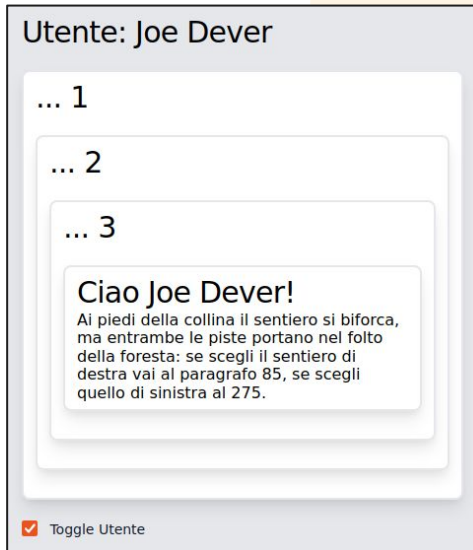 Utente: Joe Dever
... 1
... 2
... 3
Ciao Joe Dever!
Ai piedi della collina il sentiero si biforca,
ma entrambe le piste portano nel folto
della foresta: se scegli il sentiero di
destra vai al paragrafo 85, se scegli
quello di sinistra al 275.
Toggle Utente